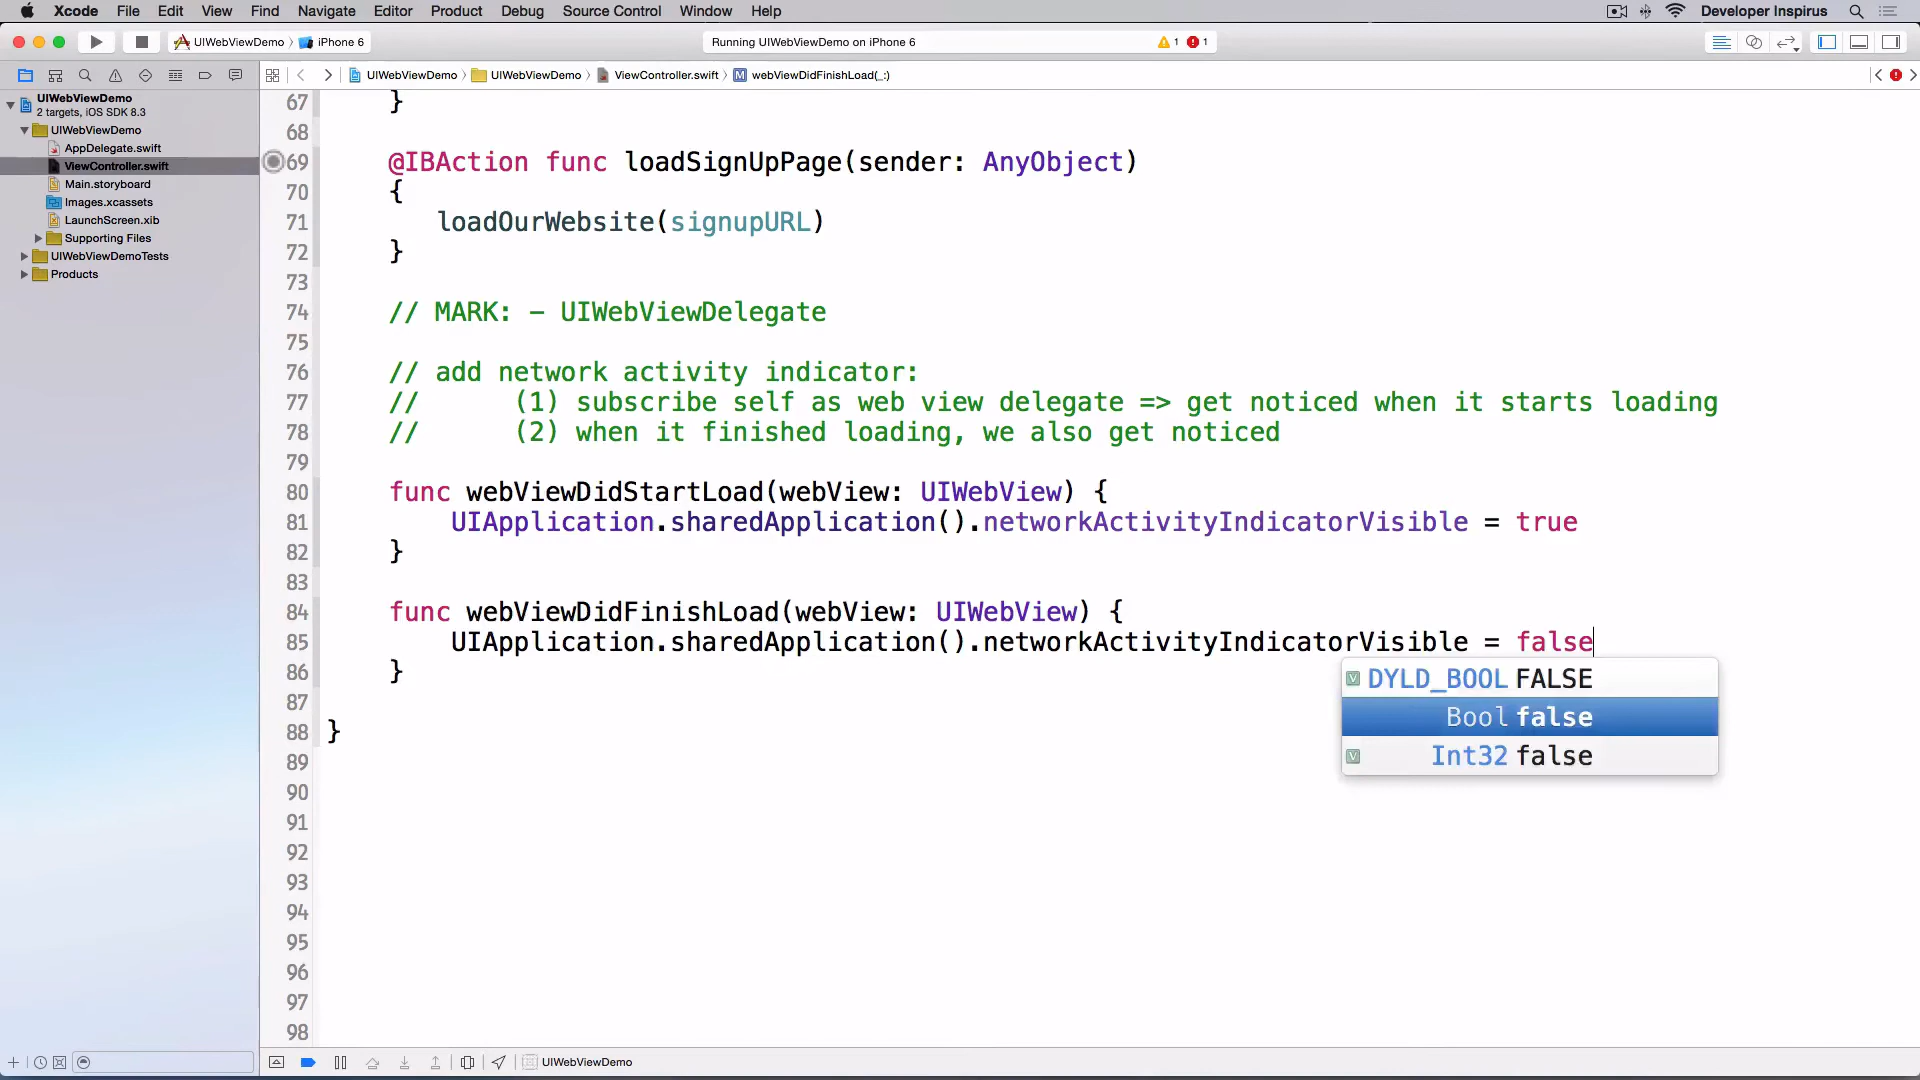 Xcode File Edit View Find Navigate Editor Product Debug Source Control Window Help Developer Inspirus
UIWebViewDemo iPhone 6 Running UIWebViewDemo on iPhone 6 1 1
UIWebViewDemo UIWebViewDemo ViewController.swift M webViewDidFinishLoad(_:)
UIWebViewDemo
2 targets, iOS SDK 8.3
UIWebViewDemo
AppDelegate.swift
ViewController.swift
Main.storyboard
Images.xcassets
LaunchScreen.xib
Supporting Files
UIWebViewDemoTests
Products
67 }
68
69 @IBAction func loadSignUpPage(sender: AnyObject)
70 {
71 loadOurWebsite(signupURL)
72 }
73
74 // MARK: - UIWebViewDelegate
75
76 // add network activity indicator:
77 // (1) subscribe self as web view delegate => get noticed when it starts loading
78 // (2) when it finished loading, we also get noticed
79
80 func webViewDidStartLoad(webView: UIWebView) {
81 UIApplication.sharedApplication().networkActivityIndicatorVisible = true
82 }
83
84 func webViewDidFinishLoad(webView: UIWebView) {
85 UIApplication.sharedApplication().networkActivityIndicatorVisible = false
86 }
87
88 }
89
90
91
92
93
94
95
96
97
98
V DYLD_BOOL FALSE
Bool false
V Int32 false
UIWebViewDemo